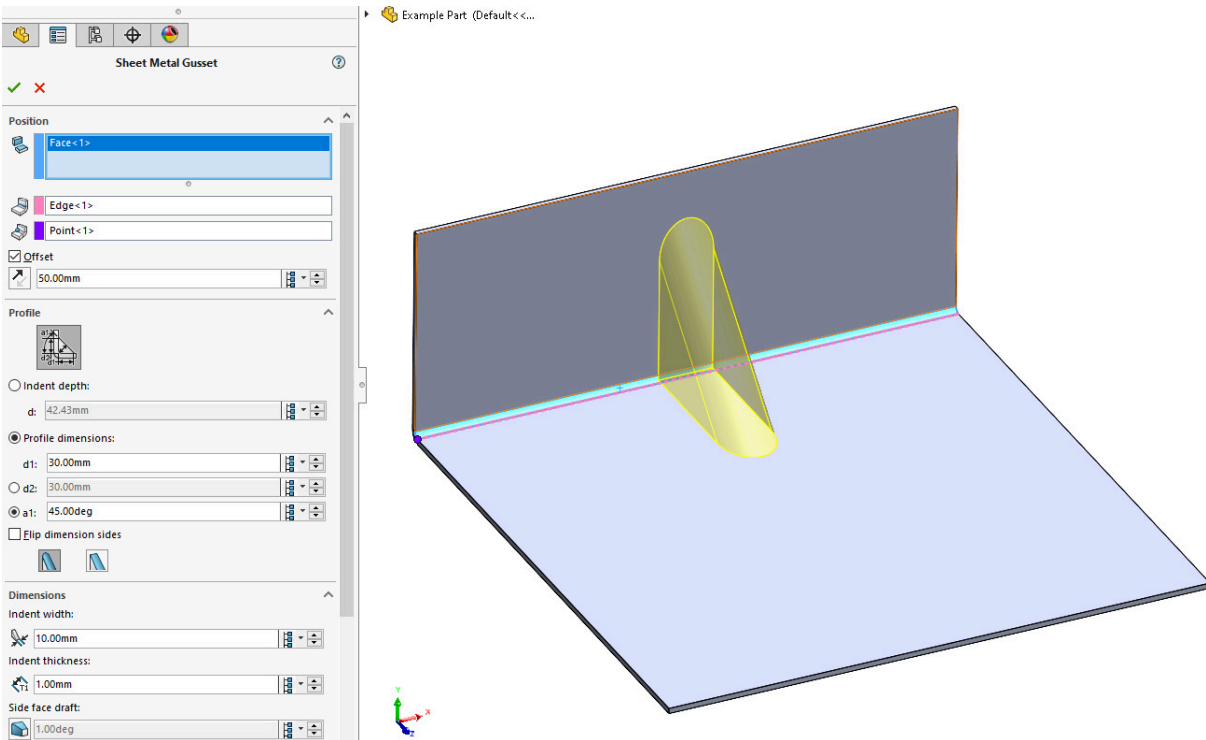 Example Part (Default<<...
Sheet Metal Gusset
Position
Face<1>
Edge<1>
Point<1>
Offset
50.00mm
Profile
Indent depth:
d: 42.43mm
Profile dimensions:
d1: 30.00mm
d2: 30.00mm
a1: 45.00deg
Flip dimension sides
Dimensions
Indent width:
10.00mm
Indent thickness:
1.00mm
Side face draft:
1.00deg
Y
X
Z